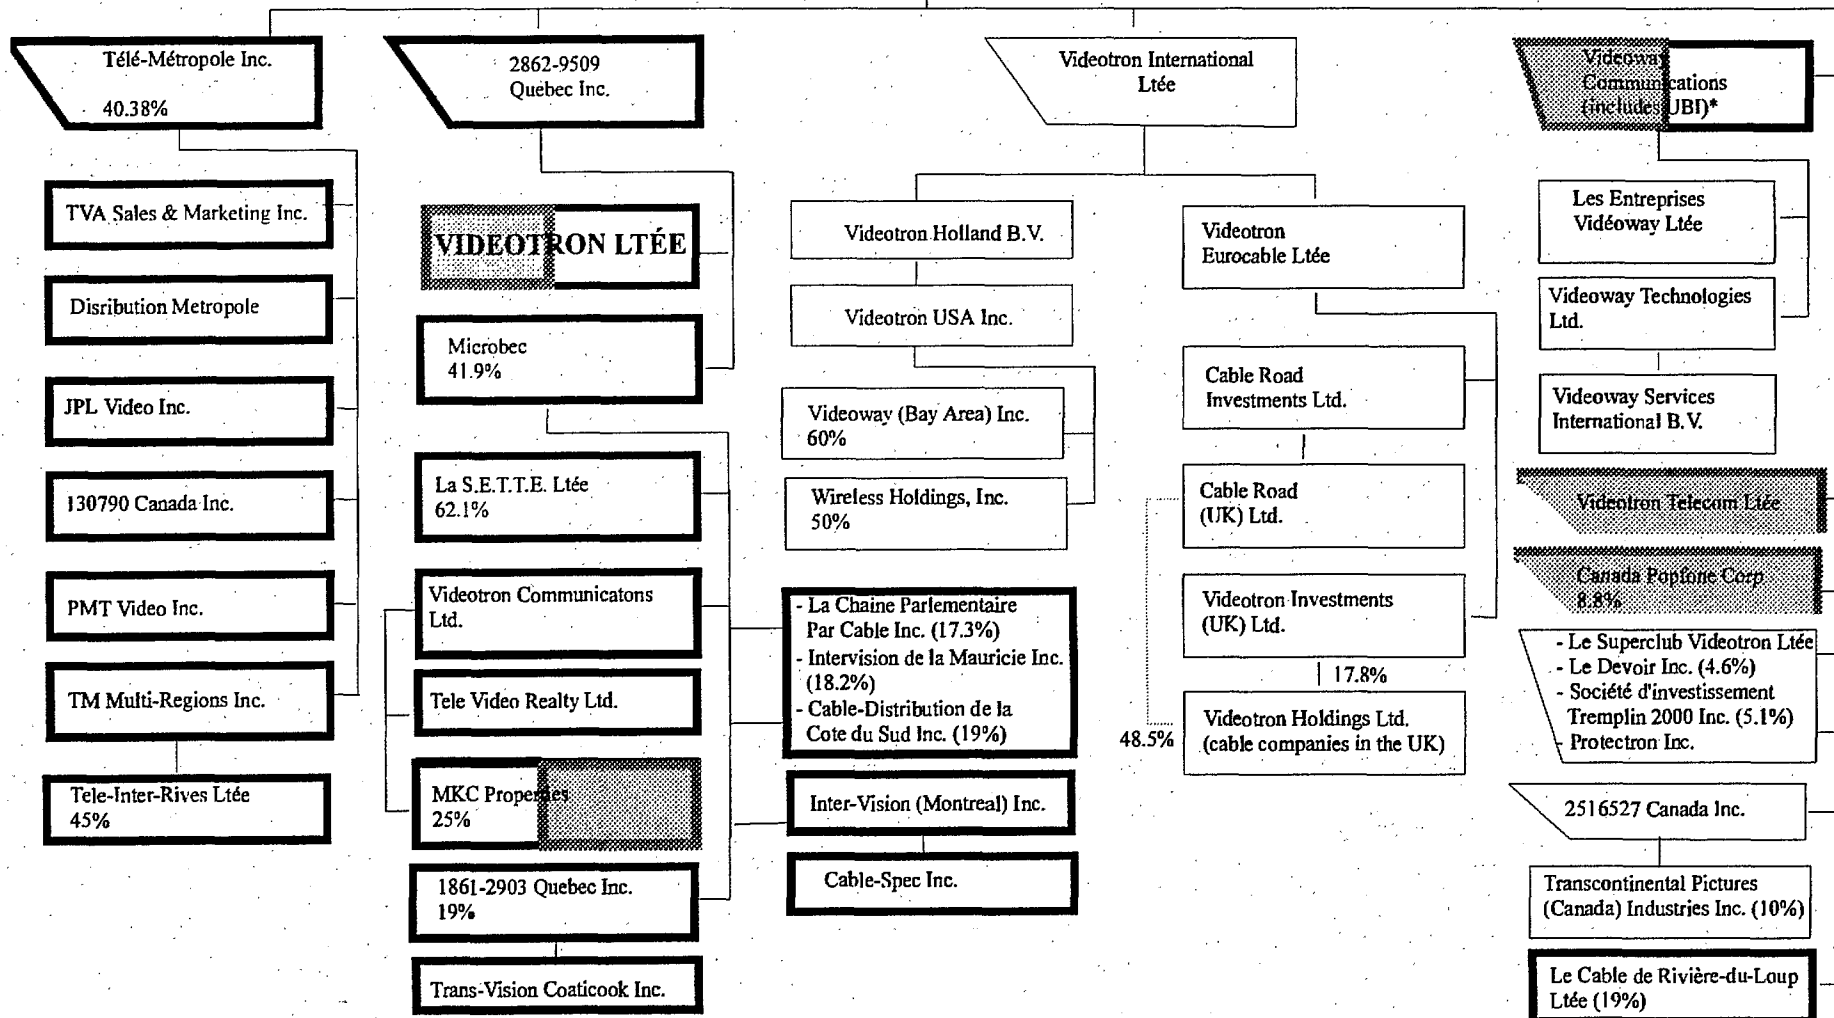 Télé-Métropole Inc.
40.38%
TVA Sales & Marketing Inc.
Disribution Metropole
JPL Video Inc.
130790 Canada Inc.
PMT Video Inc.
TM Multi-Regions Inc.
Tele-Inter-Rives Ltée
45%
2862-9509
Quebec Inc.
VIDEOTRON LTÉE
Microbec
41.9%
La S.E.T.T.E. Ltée
62.1%
Videotron Communicatons
Ltd.
Tele Video Realty Ltd.
MKC Properties
25%
1861-2903 Quebec Inc.
19%
Trans-Vision Coaticook Inc.
Videotron International
Ltée
Videotron Holland B.V.
Videotron USA Inc.
Videoway (Bay Area) Inc.
60%
Wireless Holdings, Inc.
50%
- La Chaine Parlementaire
Par Cable Inc. (17.3%)
- Intervision de la Mauricie Inc.
(18.2%)
- Cable-Distribution de la
Cote du Sud Inc. (19%)
Inter-Vision (Montreal) Inc.
Cable-Spec Inc.
Videotron
Eurocable Ltée
Cable Road
Investments Ltd.
Cable Road
(UK) Ltd.
Videotron Investments
(UK) Ltd.
17.8%
48.5%
Videotron Holdings Ltd.
(cable companies in the UK)
Videoway
Communications
(includes UBI)*
Les Entreprises
Vidéoway Ltée
Videoway Technologies
Ltd.
Videoway Services
International B.V.
Videotron Telecom Ltée
Canada Popfone Corp
8.8%
- Le Superclub Videotron Ltée
- Le Devoir Inc. (4.6%)
- Société d'investissement
Tremplin 2000 Inc. (5.1%)
- Protectron Inc.
2516527 Canada Inc.
Transcontinental Pictures
(Canada) Industries Inc. (10%)
Le Cable de Rivière-du-Loup
Ltée (19%)